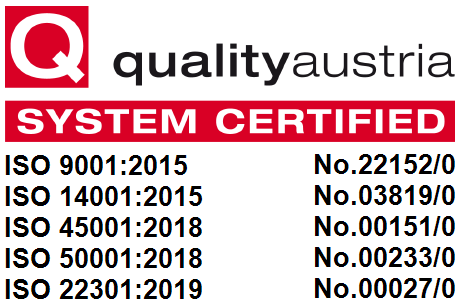 Q qualityaustria
SYSTEM CERTIFIED
ISO 9001:2015 No.22152/0
ISO 14001:2015 No.03819/0
ISO 45001:2018 No.00151/0
ISO 50001:2018 No.00233/0
ISO 22301:2019 No.00027/0